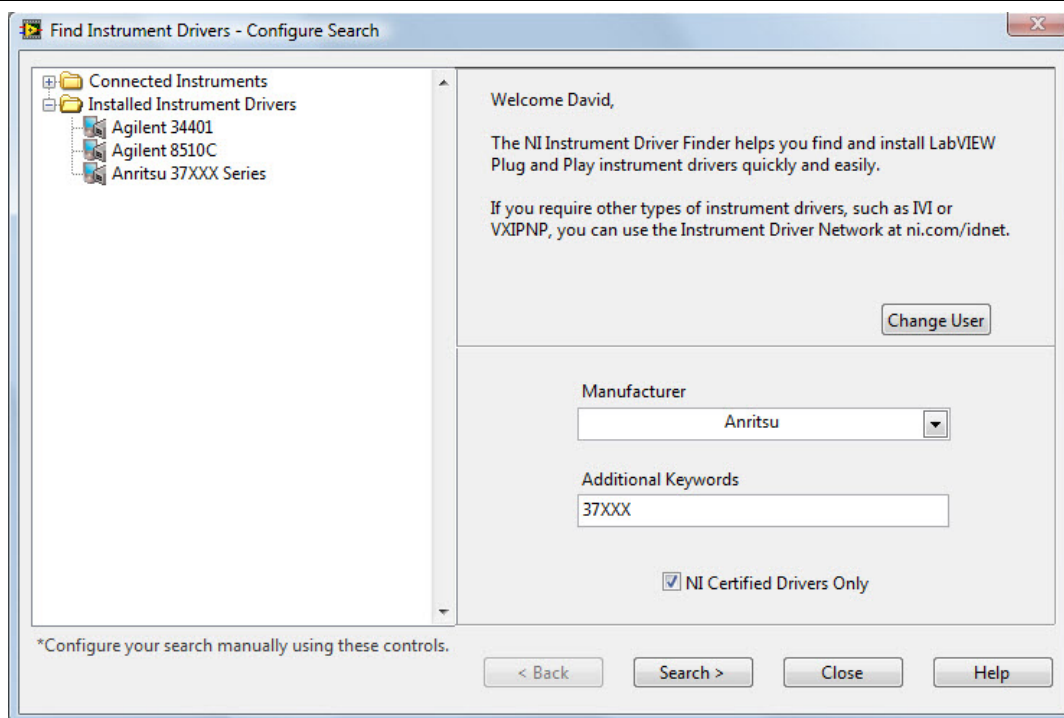 Find Instrument Drivers - Configure Search
Connected Instruments
Installed Instrument Drivers
Agilent 34401
Agilent 8510C
Anritsu 37XXX Series
Welcome David,
The NI Instrument Driver Finder helps you find and install LabVIEW
Plug and Play instrument drivers quickly and easily.
If you require other types of instrument drivers, such as IVI or
VXIPNP, you can use the Instrument Driver Network at ni.com/idnet.
Change User
Manufacturer
Anritsu
Additional Keywords
37XXX
NI Certified Drivers Only
*Configure your search manually using these controls.
< Back
Search >
Close
Help